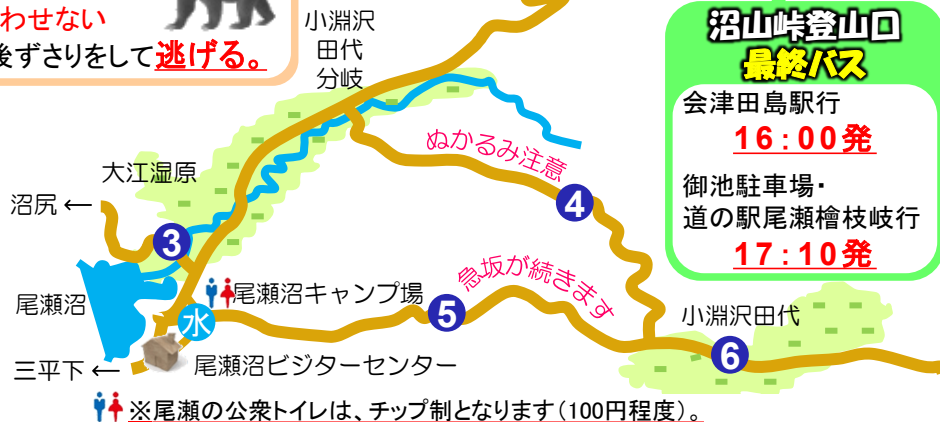 わせない
後ずさりをして逃げる。
小淵沢
田代
分岐
沼山峠登山口
最終バス
会津田島駅行
16:00発
御池駐車場・
道の駅尾瀬檜枝岐行
17:10発
ぬかるみ注意
大江湿原
沼尻←
3
4
急坂が続きます
尾瀬沼
尾瀬沼キャンプ場
5
小淵沢田代
水
6
三平下←
尾瀬沼ビジターセンター
※尾瀬の公衆トイレは、チップ制となります(100円程度)。